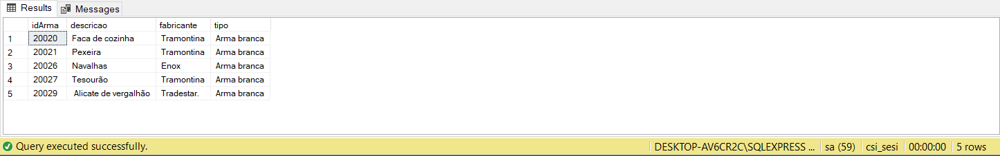 Results Messages
idArma descricao fabricante tipo
1 20020 Faca de cozinha Tramontina Arma branca
2 20021 Pexeira Tramontina Arma branca
3 20026 Navalhas Enox Arma branca
4 20027 Tesourão Tramontina Arma branca
5 20029 Alicate de vergalhão Tradestar. Arma branca
Query executed successfully. DESKTOP-AV6CR2C\SQLEXPRESS ... sa (59) csi_sesi 00:00:00 5 rows